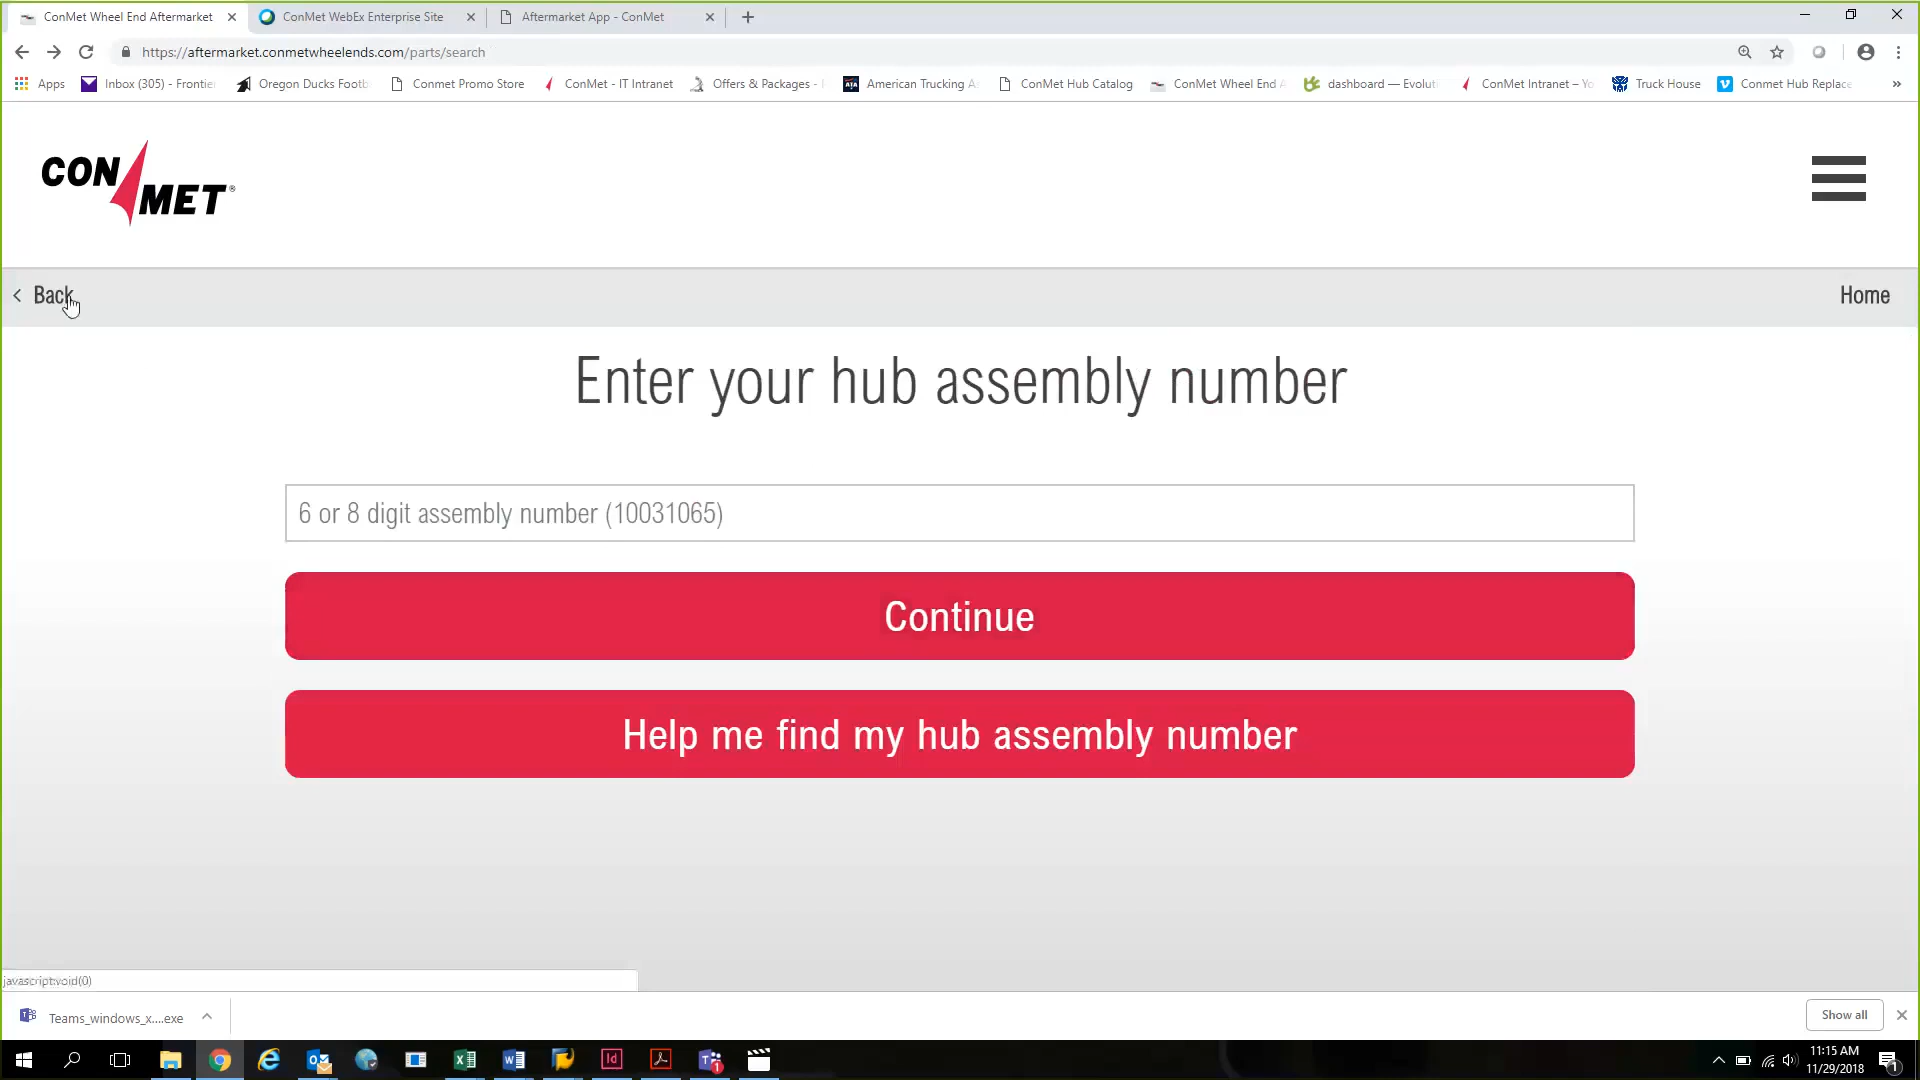 ConMet Wheel End Aftermarket
ConMet WebEx Enterprise Site
Aftermarket App - ConMet
https://aftermarket.conmetwheelends.com/parts/search
Apps
Inbox (305) - Frontier
Oregon Ducks Footb
Conmet Promo Store
ConMet - IT Intranet
Offers & Packages -
American Trucking A
ConMet Hub Catalog
ConMet Wheel End A
dashboard — Evoluti
ConMet Intranet – Yo
Truck House
Conmet Hub Replace
»
CON MET®
< Back
Home
Enter your hub assembly number
6 or 8 digit assembly number (10031065)
Continue
Help me find my hub assembly number
javascript:void(0)
Teams_windows_x....exe
Show all
11:15 AM
11/29/2018